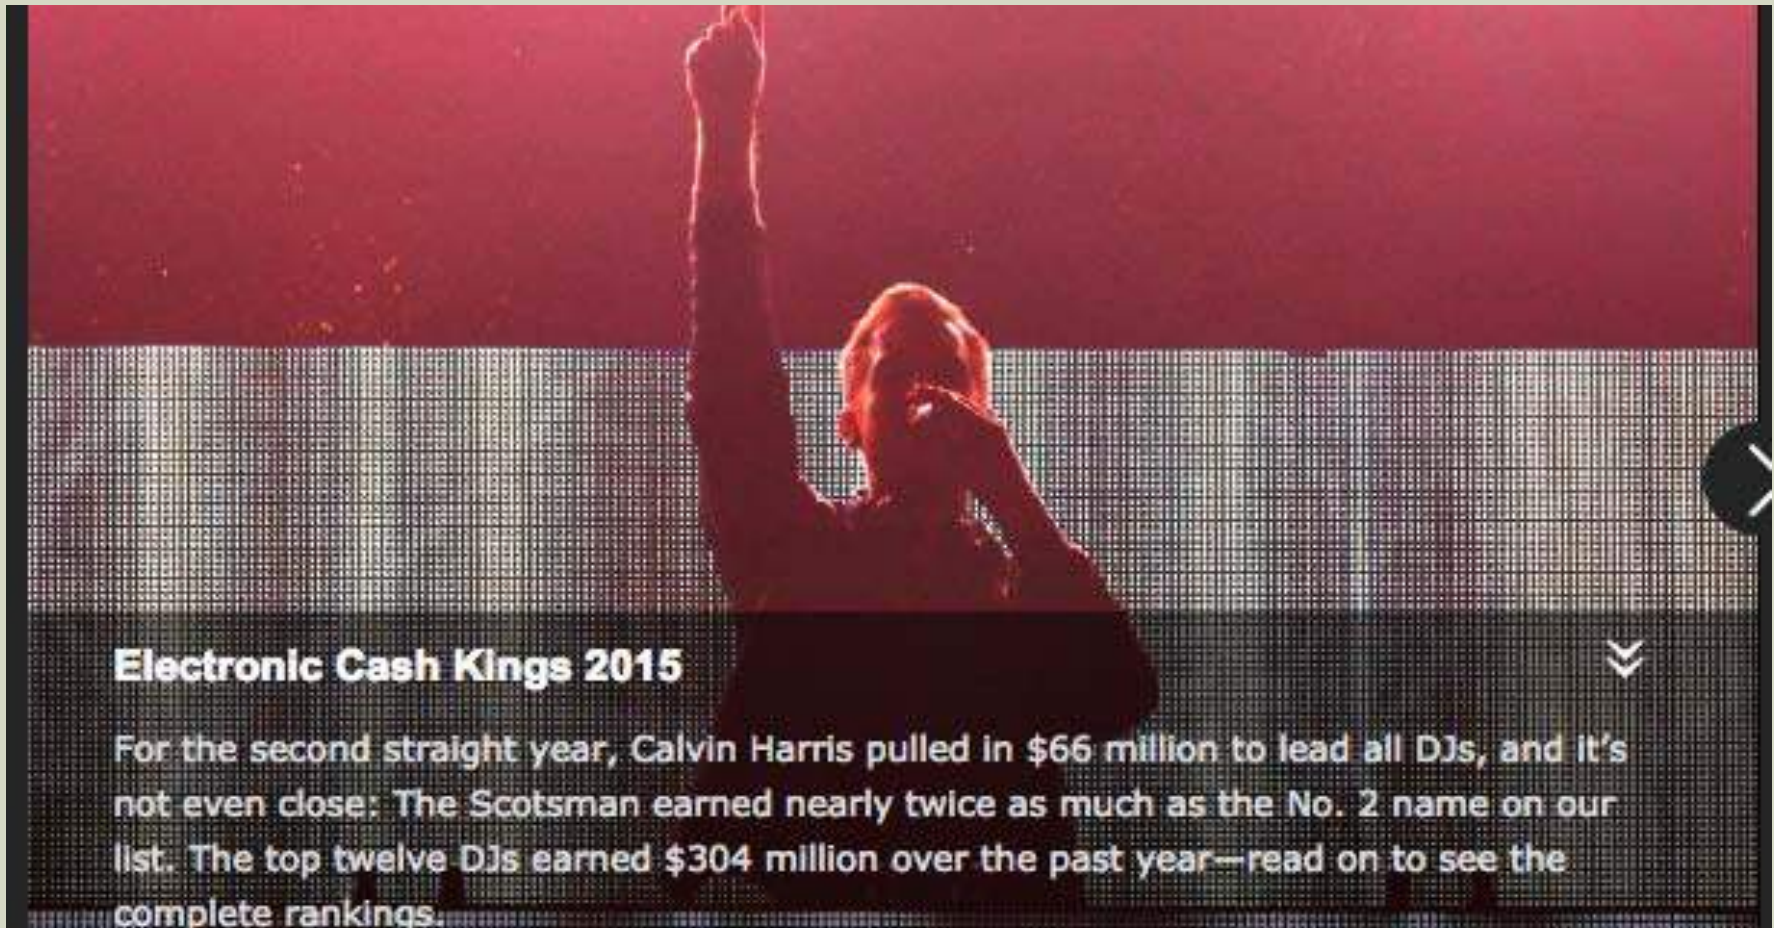 Electronic Cash Kings 2015
For the second straight year, Calvin Harris pulled in $66 million to lead all DJs, and it’s
not even close: The Scotsman earned nearly twice as much as the No. 2 name on our
list. The top twelve DJs earned $304 million over the past year—read on to see the
complete rankings.